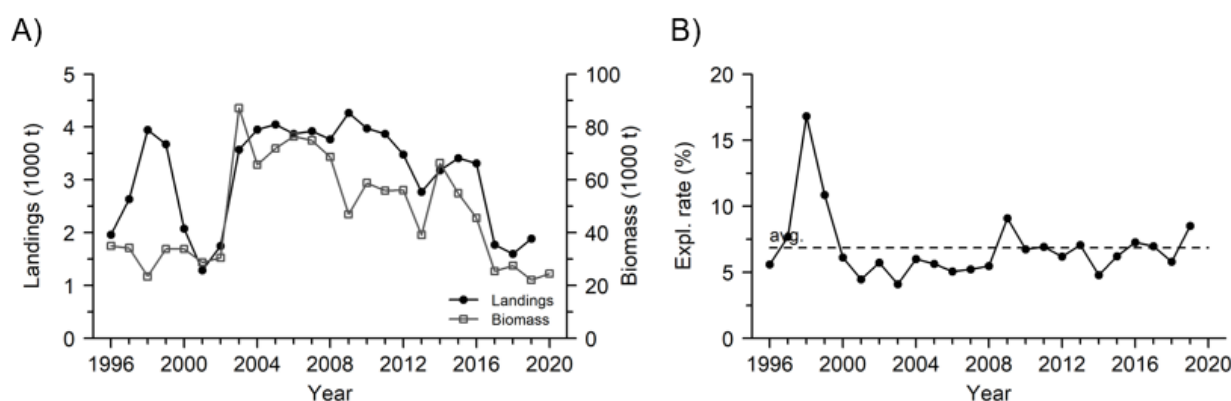 A)
Landings (1000 t)
5
4
3
2
1
0
Biomass (1000 t)
100
80
60
40
20
0
Landings
Biomass
1996 2000 2004 2008 2012 2016 2020
Year
B)
Expl. rate (%)
20
15
10
5
0
avg.
1996 2000 2004 2008 2012 2016 2020
Year